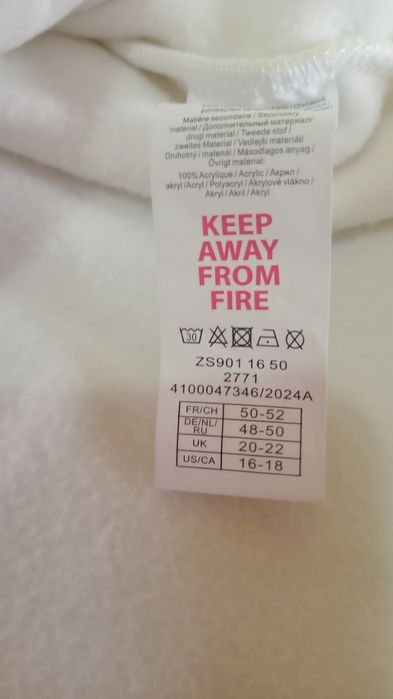 Matière secondaire / Secondary
material / Дополнительный материал/
drugi material / Tweede stof /
zweites Material / Vedlejší materiál/
Druhotný / materiál / Másodlagos anyag /
Övrigt material:
100% Acrylique / Acrylic / Акрил /
akryl /Acryl / Polyacryl / Akrylové vlákno /
Akryl / Akril / Akryl
KEEP
AWAY
FROM
FIRE
30
ZS901 16 50
2771
4100047346/2024A
FR/CH 50-52
DE/NL/RU 48-50
UK 20-22
US/CA 16-18